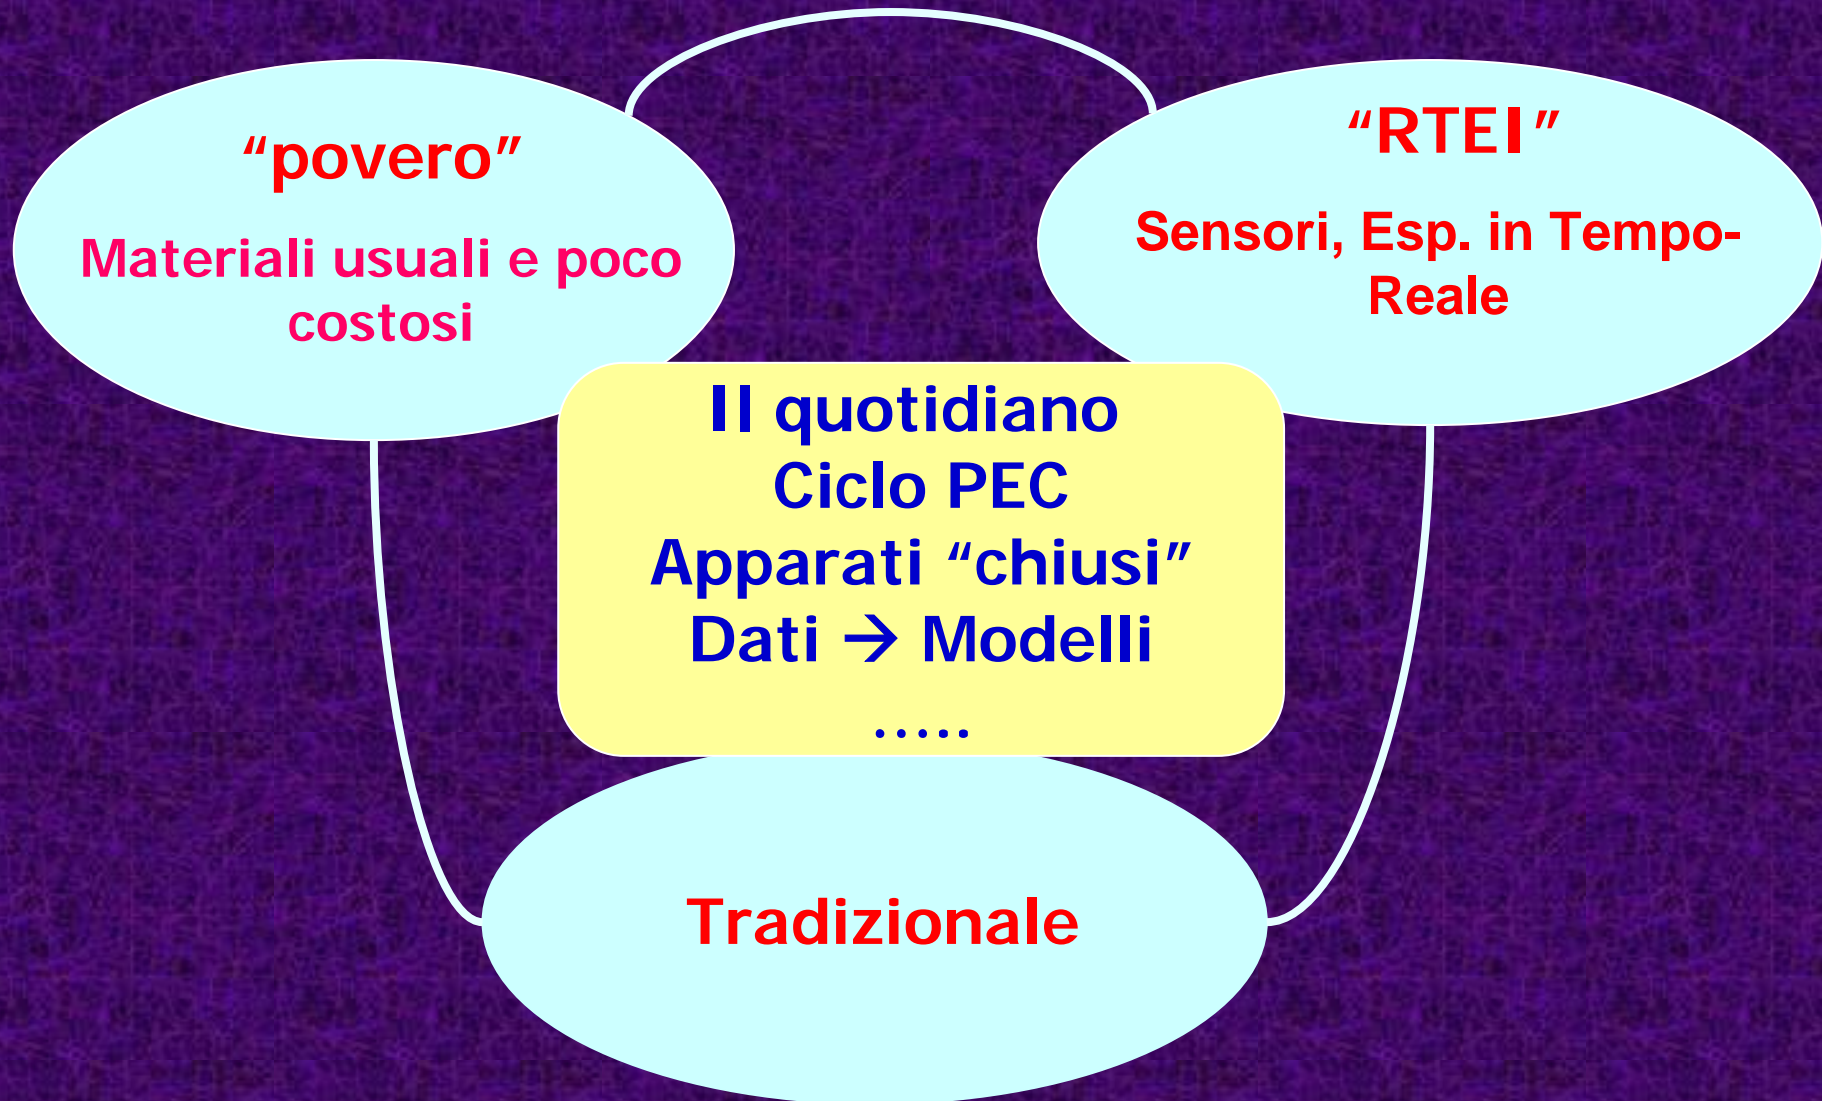 “povero”
Materiali usuali e poco
costosi
“RTEI”
Sensori, Esp. in Tempo-
Reale
Il quotidiano
Ciclo PEC
Apparati “chiusi”
Dati → Modelli
.....
Tradizionale